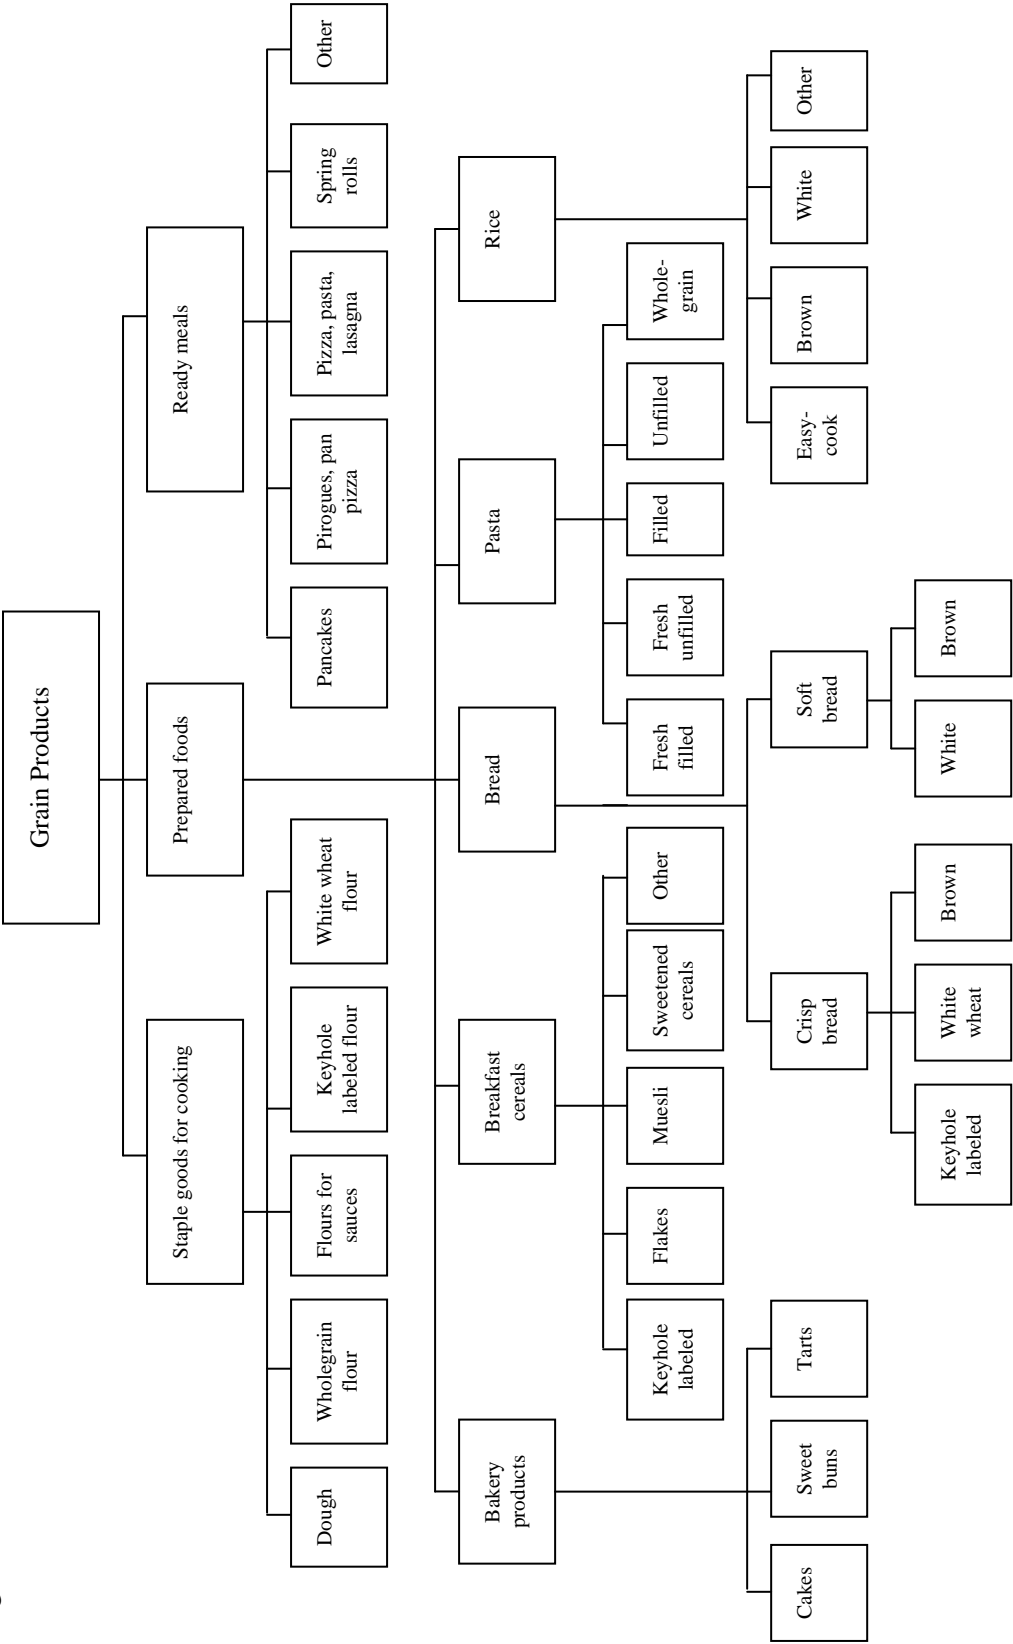 Grain Products
Staple goods for cooking
Prepared foods
Ready meals
Dough
Wholegrain
flour
Flours for
sauces
Keyhole
labeled flour
White wheat
flour
Pancakes
Pirogues, pan
pizza
Pizza, pasta,
lasagna
Spring
rolls
Other
Bakery
products
Breakfast
cereals
Bread
Pasta
Rice
Keyhole
labeled
Flakes
Muesli
Sweetened
cereals
Other
Fresh
filled
Fresh
unfilled
Filled
Unfilled
Whole-
grain
Cakes
Sweet
buns
Tarts
Crisp
bread
Soft
bread
Easy-
cook
Brown
White
Other
Keyhole
labeled
White
wheat
Brown
White
Brown